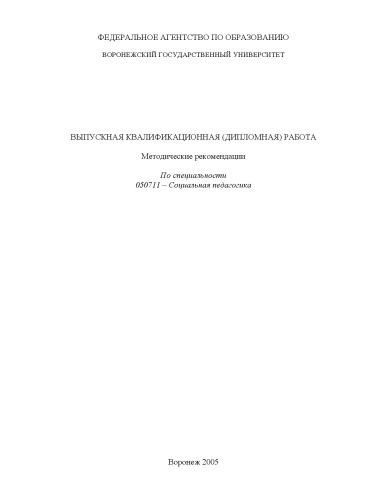 ФЕДЕРАЛЬНОЕ АГЕНТСТВО ПО ОБРАЗОВАНИЮ
ВОРОНЕЖСКИЙ ГОСУДАРСТВЕННЫЙ УНИВЕРСИТЕТ
ВЫПУСКНАЯ КВАЛИФИКАЦИОННАЯ (ДИПЛОМНАЯ) РАБОТА
Методические рекомендации
По специальности
050711 – Социальная педагогика
Воронеж 2005